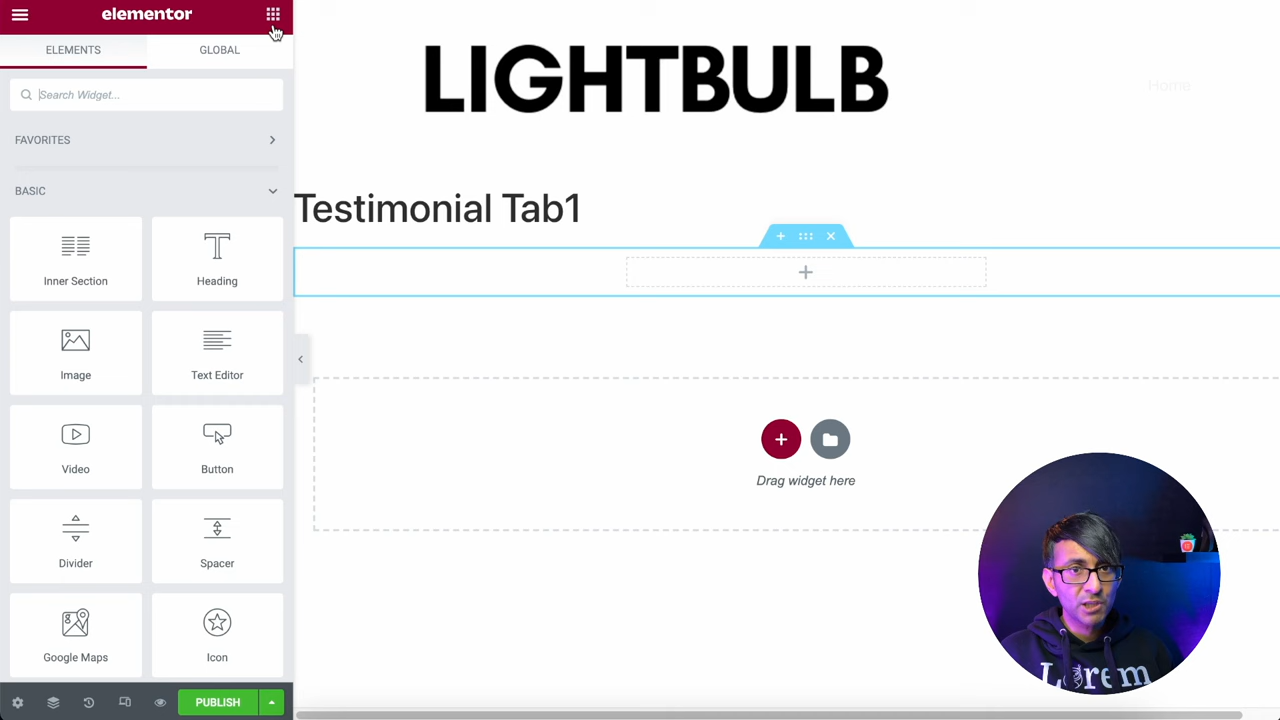 elementor
ELEMENTS
GLOBAL
Search Widget...
FAVORITES
BASIC
Inner Section
Heading
Image
Text Editor
Video
Button
Divider
Spacer
Google Maps
Icon
PUBLISH
LIGHTBULB
Home
Testimonial Tab1
Drag widget here
Lorem